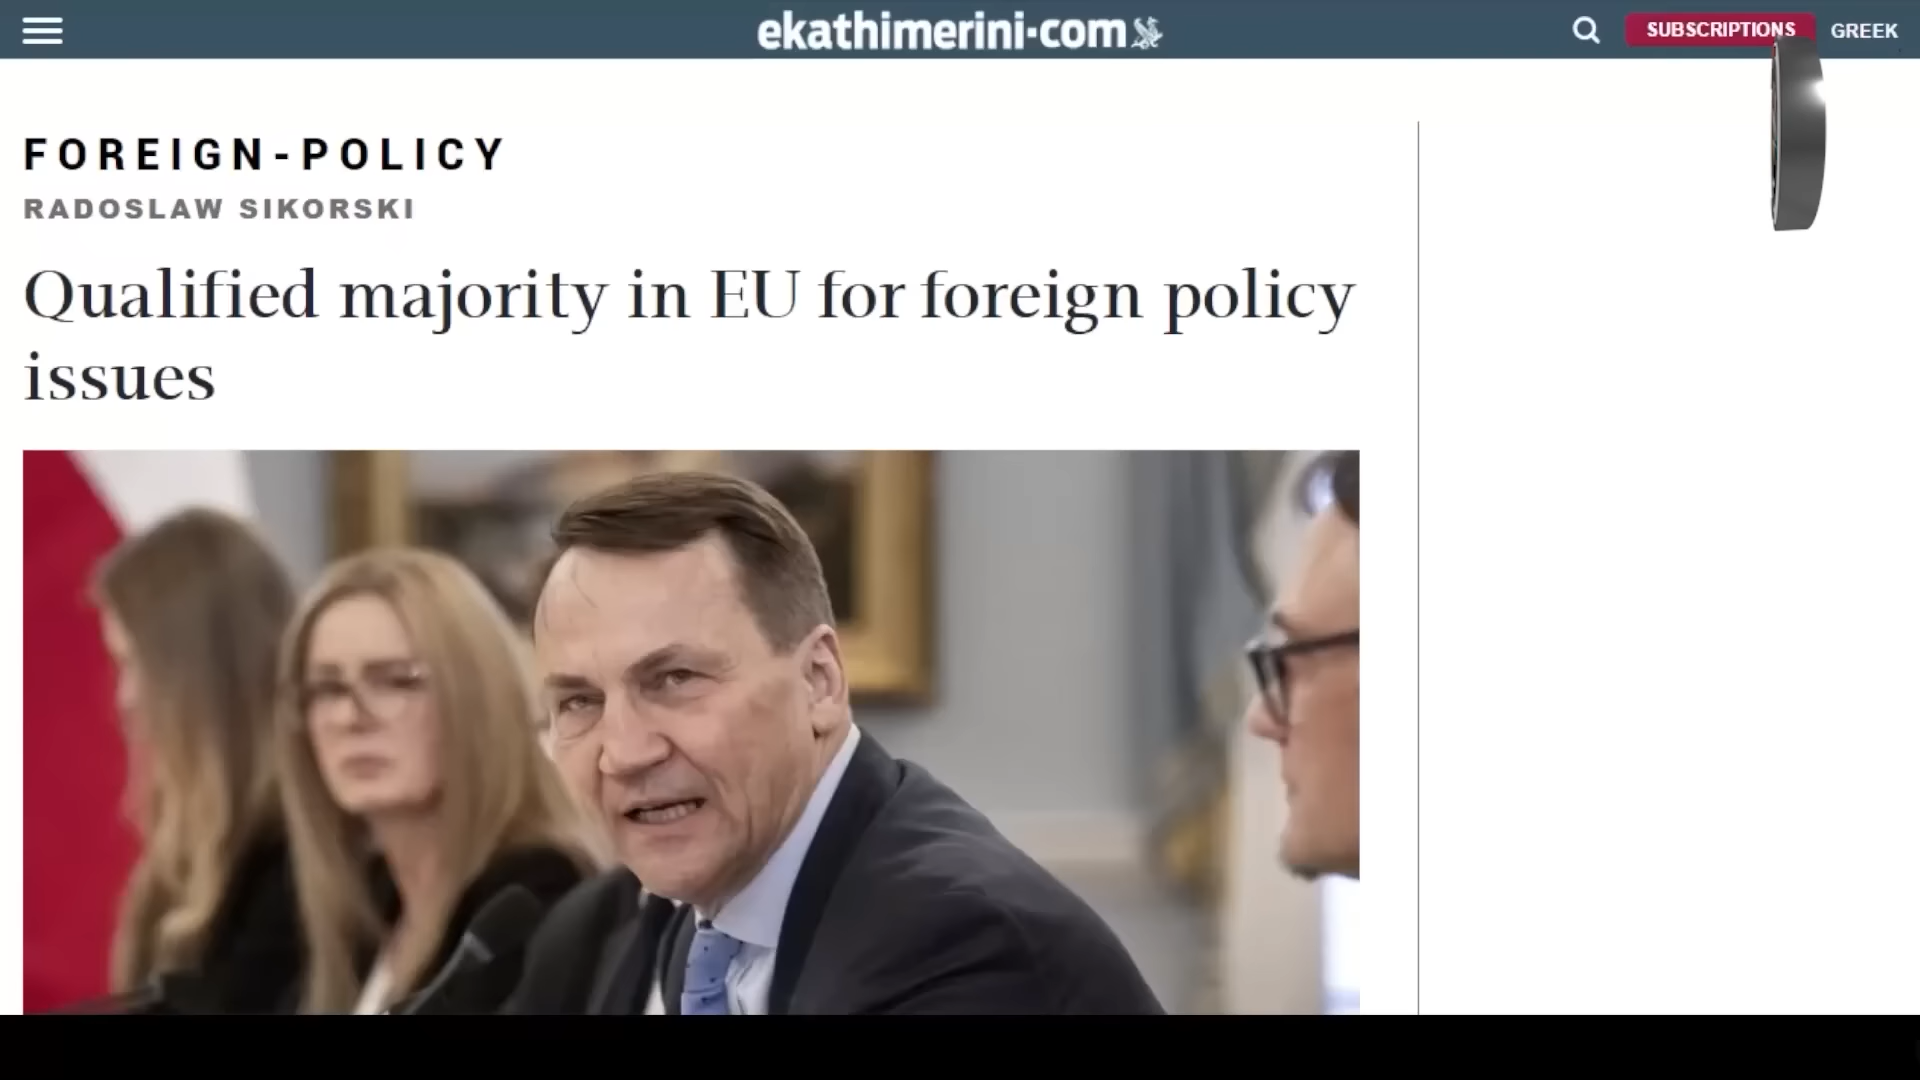 ekathimerini·com
SUBSCRIPTIONS
GREEK
FOREIGN-POLICY
RADOSLAW SIKORSKI
Qualified majority in EU for foreign policy
issues